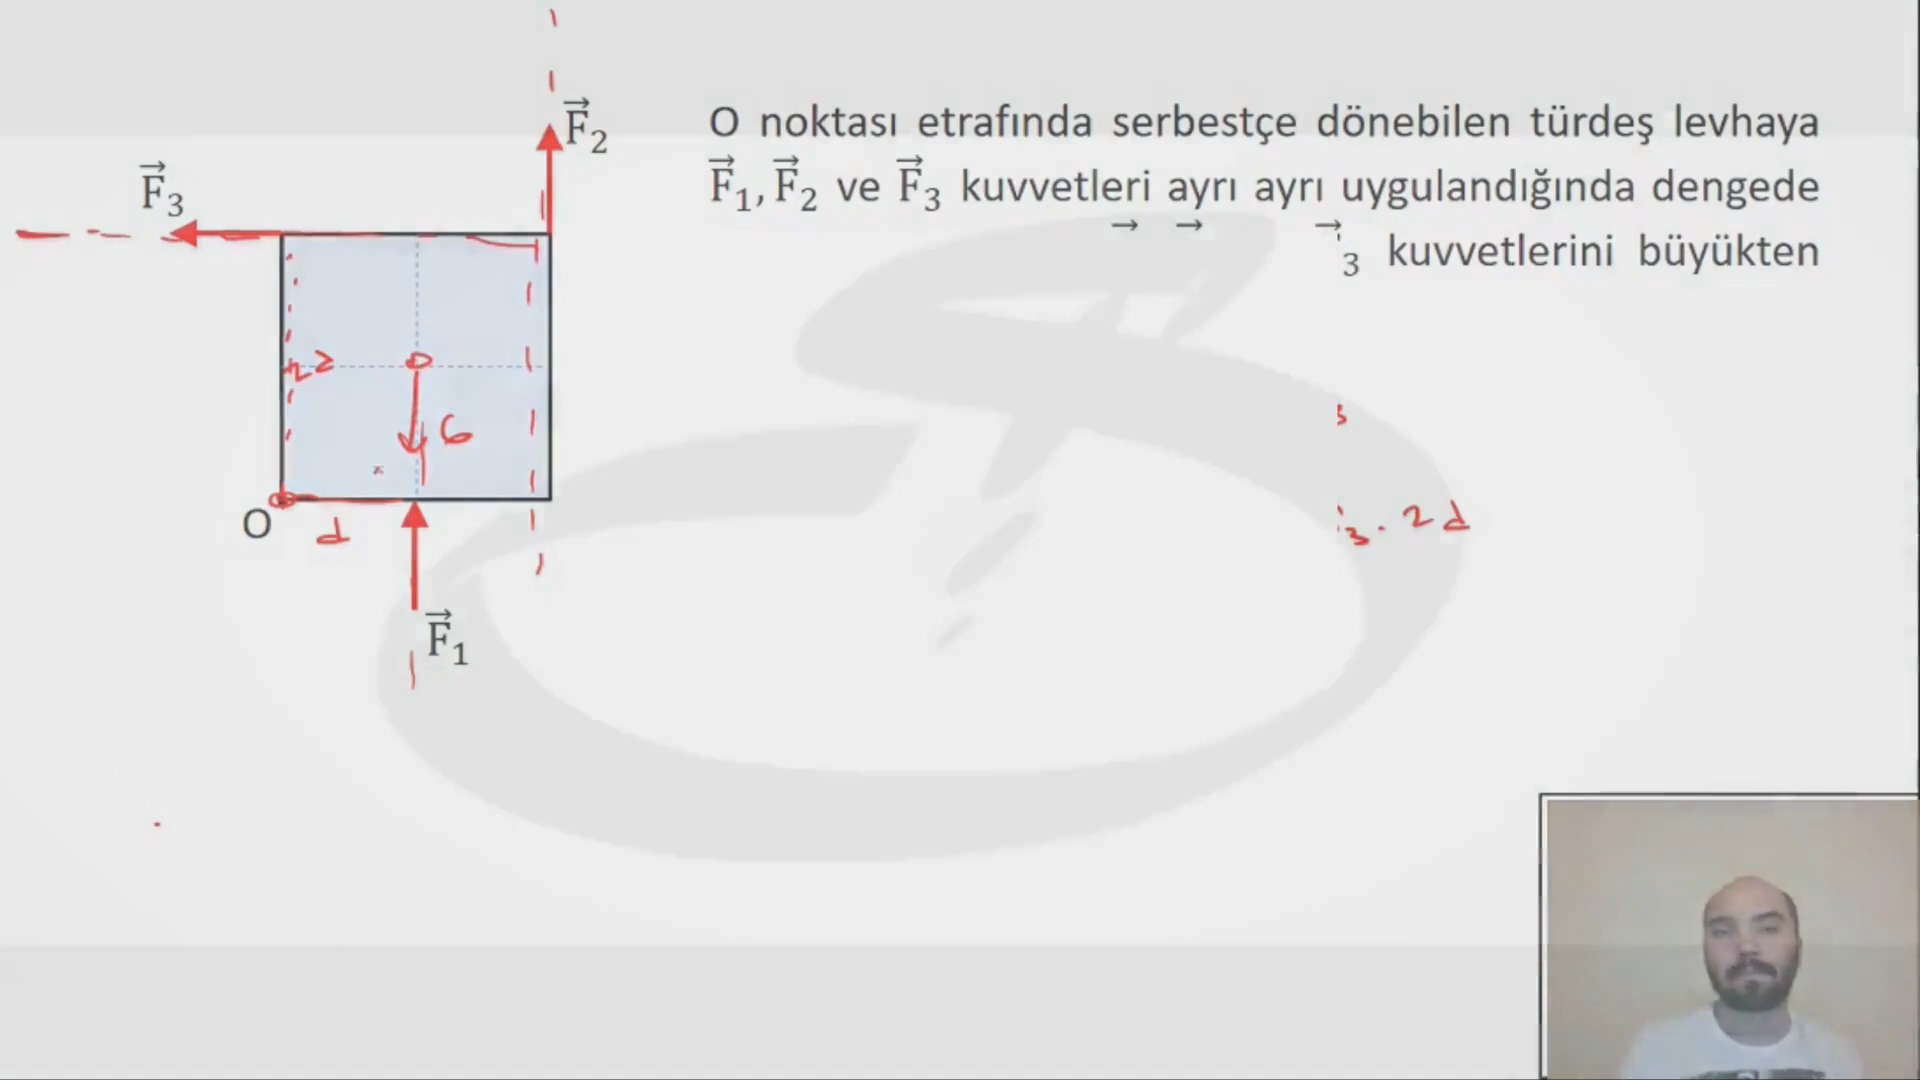 O noktası etrafında serbestçe dönebilen türdeş levhaya
F⃗₁, F⃗₂ ve F⃗₃ kuvvetleri ayrı ayrı uygulandığında dengede
₃ kuvvetlerini büyükten
F⃗₂
F⃗₃
2
G
O
d
F⃗₁
3
₃ . 2d